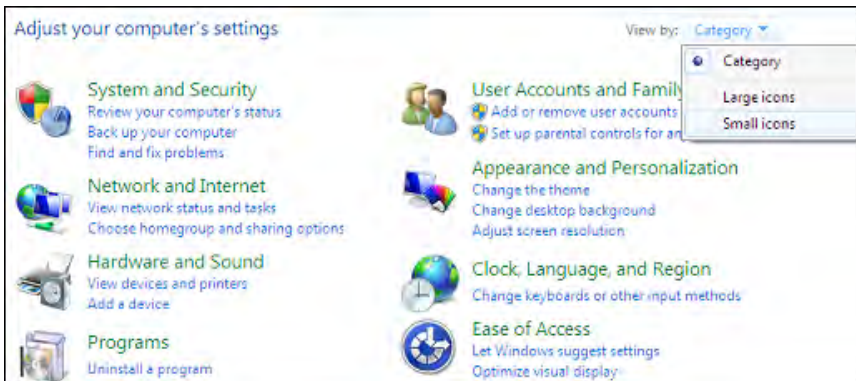 Adjust your computer's settings
View by: Category
Category
Large icons
Small icons
System and Security
Review your computer's status
Back up your computer
Find and fix problems
Network and Internet
View network status and tasks
Choose homegroup and sharing options
Hardware and Sound
View devices and printers
Add a device
Programs
Uninstall a program
User Accounts and Family
Add or remove user accounts
Set up parental controls for
Appearance and Personalization
Change the theme
Change desktop background
Adjust screen resolution
Clock, Language, and Region
Change keyboards or other input methods
Ease of Access
Let Windows suggest settings
Optimize visual display